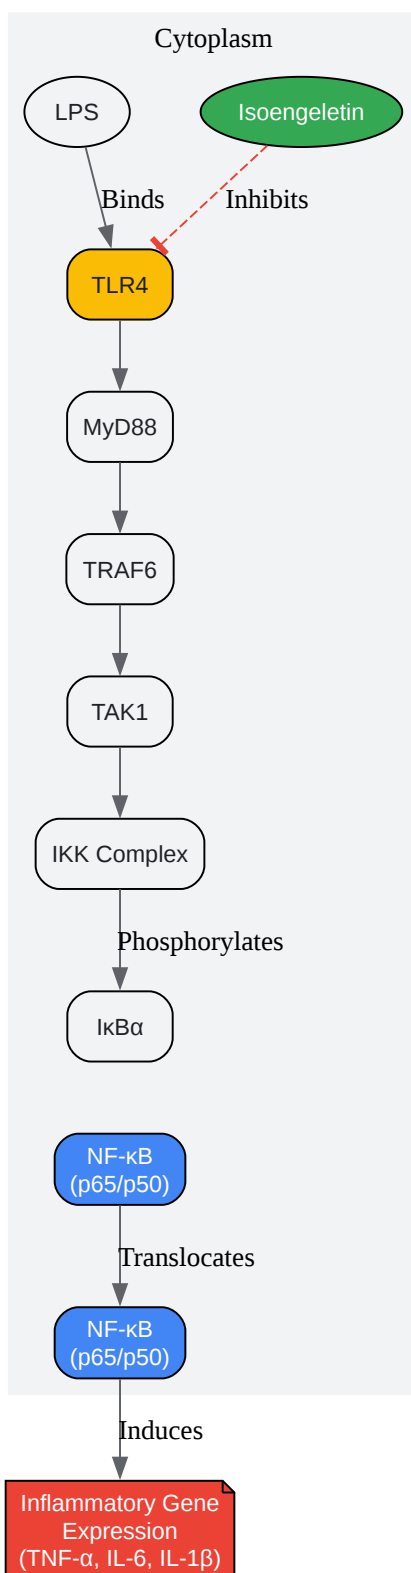 Cytoplasm
LPS
Isoengeletin
Binds
Inhibits
TLR4
MyD88
TRAF6
TAK1
IKK Complex
Phosphorylates
IκBα
NF-κB
(p65/p50)
Translocates
NF-κB
(p65/p50)
Induces
Inflammatory Gene
Expression
(TNF-α, IL-6, IL-1β)